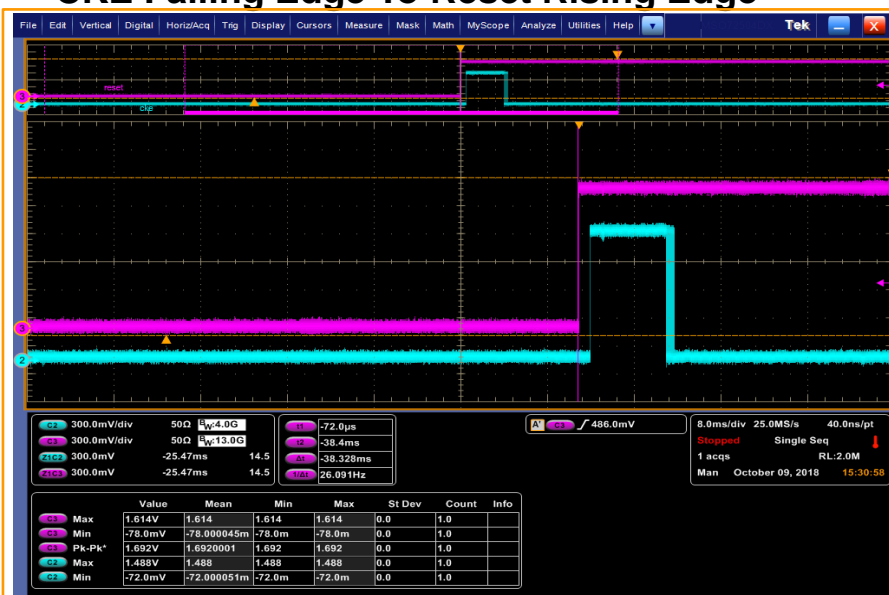 CKE Falling Edge To Reset Rising Edge
File Edit Vertical Digital Horiz/Acq Trig Display Cursors Measure Mask Math MyScope Analyze Utilities Help Tek X
reset
3
2 cke
3
2
C2 300.0mV/div 50Ω BW:4.0G
C3 300.0mV/div 50Ω BW:13.0G
Z1C2 300.0mV -25.47ms 14.5
Z1C3 300.0mV -25.47ms 14.5
t1 -72.0µs
t2 -38.4ms
Δt -38.328ms
1/Δt 26.091Hz
A' C3 486.0mV
8.0ms/div 25.0MS/s 40.0ns/pt
Stopped Single Seq
1 acqs RL:2.0M
Man October 09, 2018 15:30:58
Value Mean Min Max St Dev Count Info
C3 Max 1.614V 1.614 1.614 1.614 0.0 1.0
C3 Min -78.0mV -78.000045m -78.0m -78.0m 0.0 1.0
C3 Pk-Pk* 1.692V 1.6920001 1.692 1.692 0.0 1.0
C2 Max 1.488V 1.488 1.488 1.488 0.0 1.0
C2 Min -72.0mV -72.000051m -72.0m -72.0m 0.0 1.0